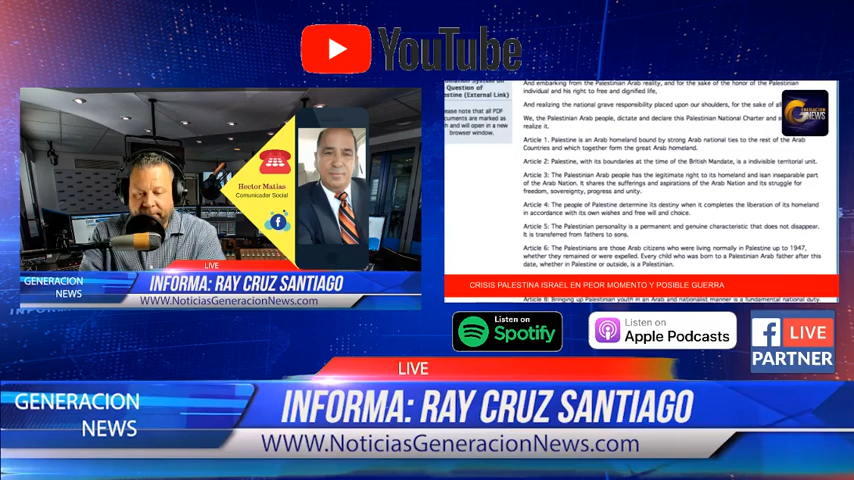 YouTube
Question of
estine (External Link)
ease note that all PDF
cuments are marked as
h and will open in a new
browser window.
And embarking from the Palestinian Arab reality, and for the sake of the honor of the Palestinian
individual and his right to free and dignified life,
And realizing the national grave responsibility placed upon our shoulders, for the sake of all
We, the Palestinian Arab people, dictate and declare this Palestinian National Charter and s
realize it.
Article 1. Palestine is an Arab homeland bound by strong Arab national ties to the rest of the Arab
Countries and which together form the great Arab homeland.
Article 2: Palestine, with its boundaries at the time of the British Mandate, is a indivisible territorial unit.
Article 3: The Palestinian Arab people has the legitimate right to its homeland and isan inseparable part
of the Arab Nation. It shares the sufferings and aspirations of the Arab Nation and its struggle for
freedom, sovereignty, progress and unity.
Article 4: The people of Palestine determine its destiny when it completes the liberation of its homeland
in accordance with its own wishes and free will and choice.
Article 5: The Palestinian personality is a permanent and genuine characteristic that does not disappear.
It is transferred from fathers to sons.
Article 6: The Palestinians are those Arab citizens who were living normally in Palestine up to 1947,
whether they remained or were expelled. Every child who was born to a Palestinian Arab father after this
date, whether in Palestine or outside, is a Palestinian.
CRISIS PALESTINA ISRAEL EN PEOR MOMENTO Y POSIBLE GUERRA
Article 8: Bringing up Palestinian youth in an Arab and nationalist manner is a fundamental national duty.
GENERACION
NEWS
Hector Matias
Comunicador Social
LIVE
GENERACION
NEWS
INFORMA: RAY CRUZ SANTIAGO
WWW.NoticiasGeneracionNews.com
Listen on
Spotify
Listen on
Apple Podcasts
LIVE
PARTNER
LIVE
GENERACION
NEWS
INFORMA: RAY CRUZ SANTIAGO
WWW.NoticiasGeneracionNews.com